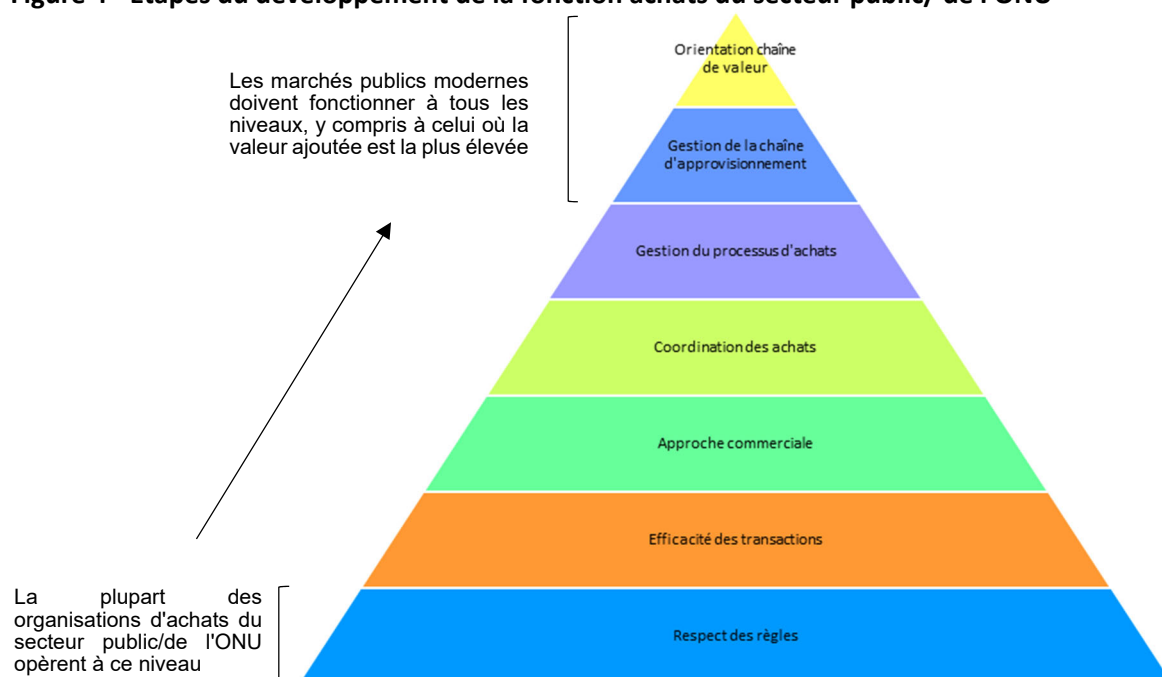 Figure 4 - Étapes du développement de la fonction achats du secteur public/ de l'ONU
Orientation chaîne
de valeur
Les marchés publics modernes
doivent fonctionner à tous les
niveaux, y compris à celui où la
valeur ajoutée est la plus élevée
Gestion de la chaîne
d'approvisionnement
Gestion du processus d'achats
Coordination des achats
Approche commerciale
Efficacité des transactions
La plupart des
organisations d'achats du
secteur public/de l'ONU
opèrent à ce niveau
Respect des règles